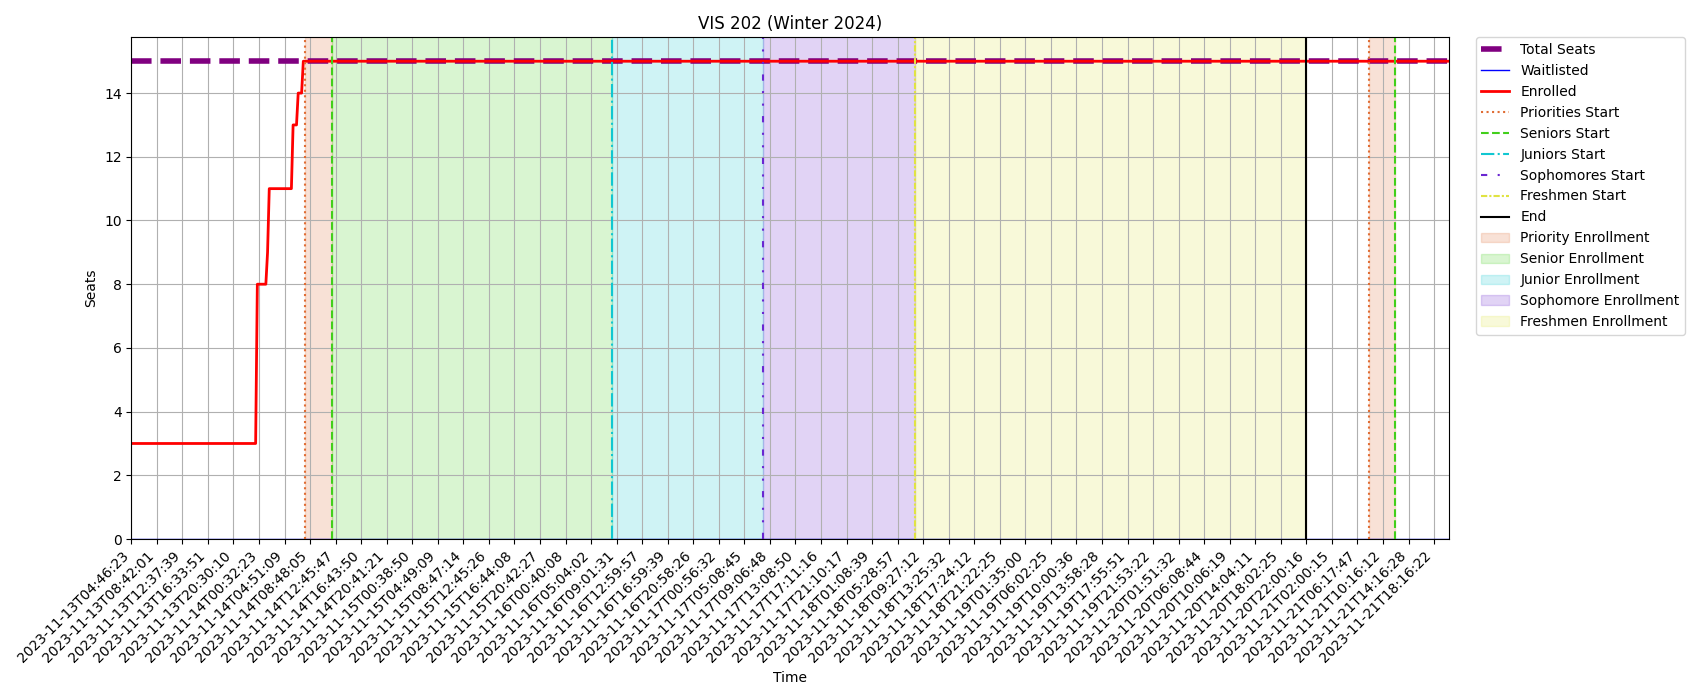 VIS 202 (Winter 2024)
Seats
14
12
10
8
6
4
2
0
2023-11-13T04:46:23
2023-11-13T08:42:01
2023-11-13T12:37:39
2023-11-13T16:33:51
2023-11-13T20:30:10
2023-11-14T00:32:23
2023-11-14T04:51:09
2023-11-14T08:48:05
2023-11-14T12:45:47
2023-11-14T16:43:50
2023-11-14T20:41:21
2023-11-15T00:38:50
2023-11-15T04:49:09
2023-11-15T08:47:14
2023-11-15T12:45:26
2023-11-15T16:44:08
2023-11-15T20:42:27
2023-11-16T00:40:08
2023-11-16T05:04:02
2023-11-16T09:01:31
2023-11-16T12:59:57
2023-11-16T16:59:39
2023-11-16T20:58:26
2023-11-17T00:56:32
2023-11-17T05:08:45
2023-11-17T09:06:48
2023-11-17T13:08:50
2023-11-17T17:11:16
2023-11-17T21:10:17
2023-11-18T01:08:39
2023-11-18T05:28:57
2023-11-18T09:27:12
2023-11-18T13:25:32
2023-11-18T17:24:12
2023-11-18T21:22:25
2023-11-19T01:35:00
2023-11-19T06:02:25
2023-11-19T10:00:36
2023-11-19T13:58:28
2023-11-19T17:55:51
2023-11-19T21:53:22
2023-11-20T01:51:32
2023-11-20T06:08:44
2023-11-20T10:06:19
2023-11-20T14:04:11
2023-11-20T18:02:25
2023-11-20T22:00:16
2023-11-21T02:00:15
2023-11-21T06:17:47
2023-11-21T10:16:12
2023-11-21T14:16:28
2023-11-21T18:16:22
Time
Total Seats
Waitlisted
Enrolled
Priorities Start
Seniors Start
Juniors Start
Sophomores Start
Freshmen Start
End
Priority Enrollment
Senior Enrollment
Junior Enrollment
Sophomore Enrollment
Freshmen Enrollment